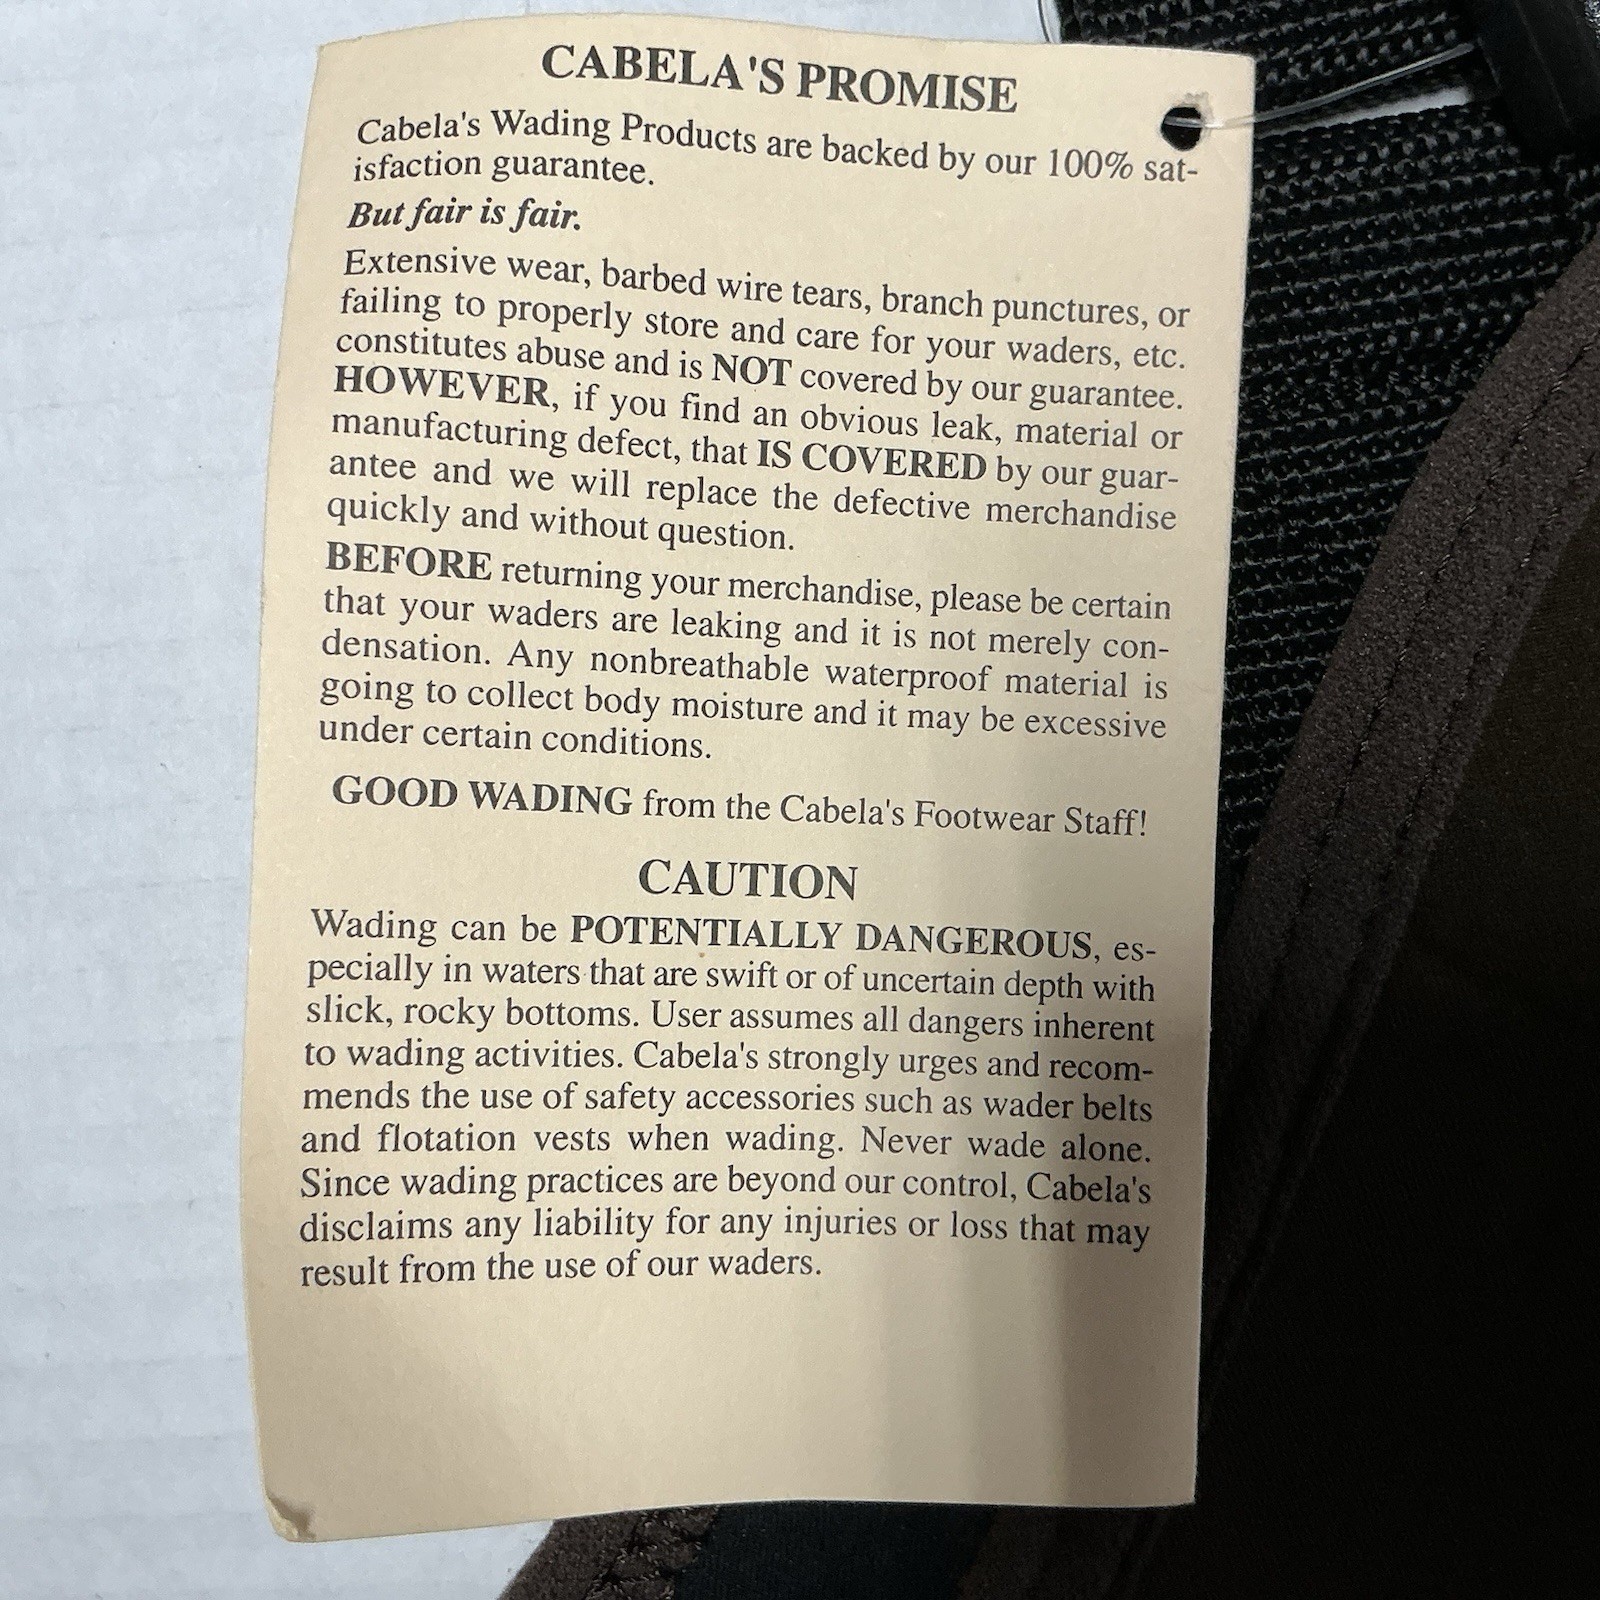 CABELA'S PROMISE
Cabela's Wading Products are backed by our 100% sat-
isfaction guarantee.
But fair is fair.
Extensive wear, barbed wire tears, branch punctures, or
failing to properly store and care for your waders, etc.
constitutes abuse and is NOT covered by our guarantee.
HOWEVER, if you find an obvious leak, material or
manufacturing defect, that IS COVERED by our guar-
antee and we will replace the defective merchandise
quickly and without question.
BEFORE returning your merchandise, please be certain
that your waders are leaking and it is not merely con-
densation. Any nonbreathable waterproof material is
going to collect body moisture and it may be excessive
under certain conditions.
GOOD WADING from the Cabela's Footwear Staff!
CAUTION
Wading can be POTENTIALLY DANGEROUS, es-
pecially in waters that are swift or of uncertain depth with
slick, rocky bottoms. User assumes all dangers inherent
to wading activities. Cabela's strongly urges and recom-
mends the use of safety accessories such as wader belts
and flotation vests when wading. Never wade alone.
Since wading practices are beyond our control, Cabela's
disclaims any liability for any injuries or loss that may
result from the use of our waders.